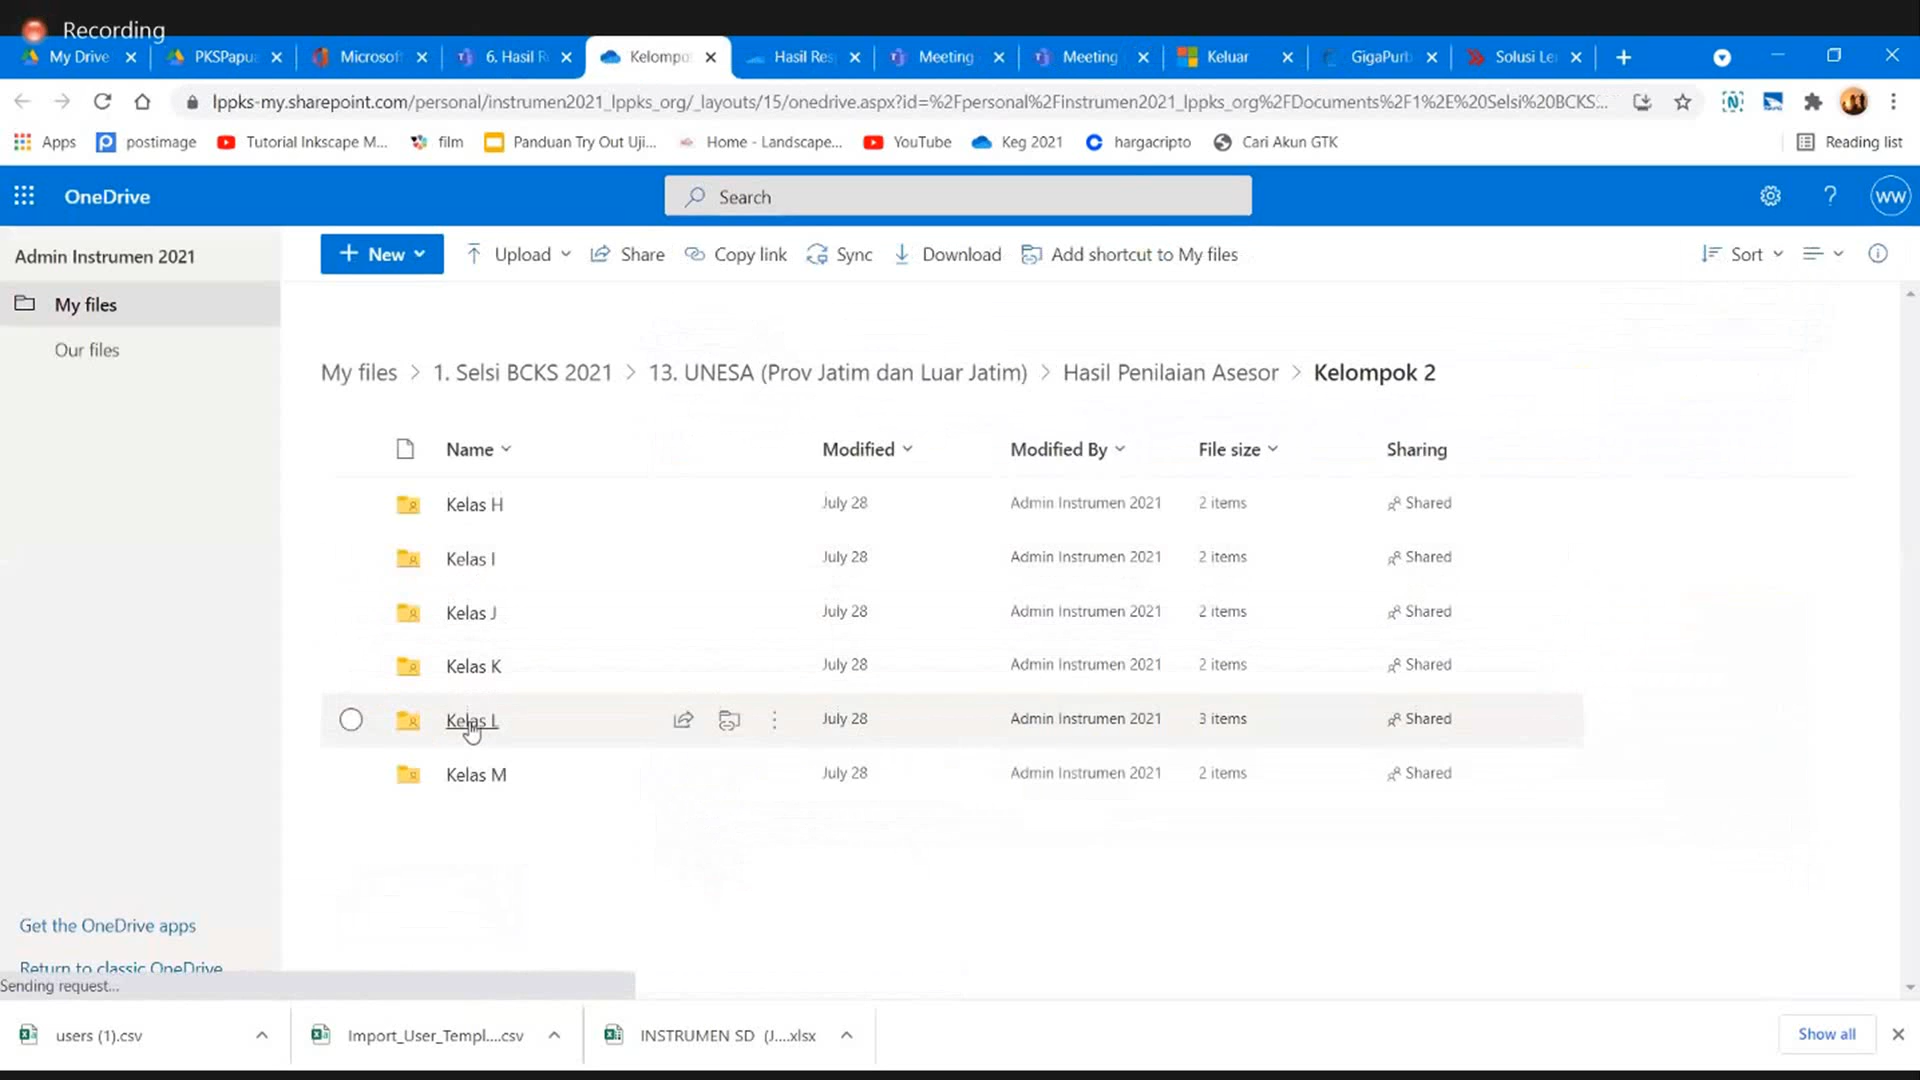 Recording
My Drive
PKSPapua
Microsof
6. Hasil R
Kelompo
Hasil Res
Meeting
Meeting
Keluar
GigaPurb
Solusi Le
lppks-my.sharepoint.com/personal/instrumen2021_lppks_org/_layouts/15/onedrive.aspx?id=%2Fpersonal%2Finstrumen2021_lppks_org%2FDocuments%2F1%2E%20Selsi%20BCKS...
Apps
postimage
Tutorial Inkscape M...
film
Panduan Try Out Uji...
Home - Landscape...
YouTube
Keg 2021
hargacripto
Cari Akun GTK
Reading list
OneDrive
Search
?
WW
Admin Instrumen 2021
My files
Our files
+ New
Upload
Share
Copy link
Sync
Download
Add shortcut to My files
Sort
My files > 1. Selsi BCKS 2021 > 13. UNESA (Prov Jatim dan Luar Jatim) > Hasil Penilaian Asesor > Kelompok 2
Name Modified Modified By File size Sharing
Kelas H July 28 Admin Instrumen 2021 2 items Shared
Kelas I July 28 Admin Instrumen 2021 2 items Shared
Kelas J July 28 Admin Instrumen 2021 2 items Shared
Kelas K July 28 Admin Instrumen 2021 2 items Shared
Kelas L July 28 Admin Instrumen 2021 3 items Shared
Kelas M July 28 Admin Instrumen 2021 2 items Shared
Get the OneDrive apps
Return to classic OneDrive
Sending request...
users (1).csv
Import_User_Templ....csv
INSTRUMEN SD (J....xlsx
Show all